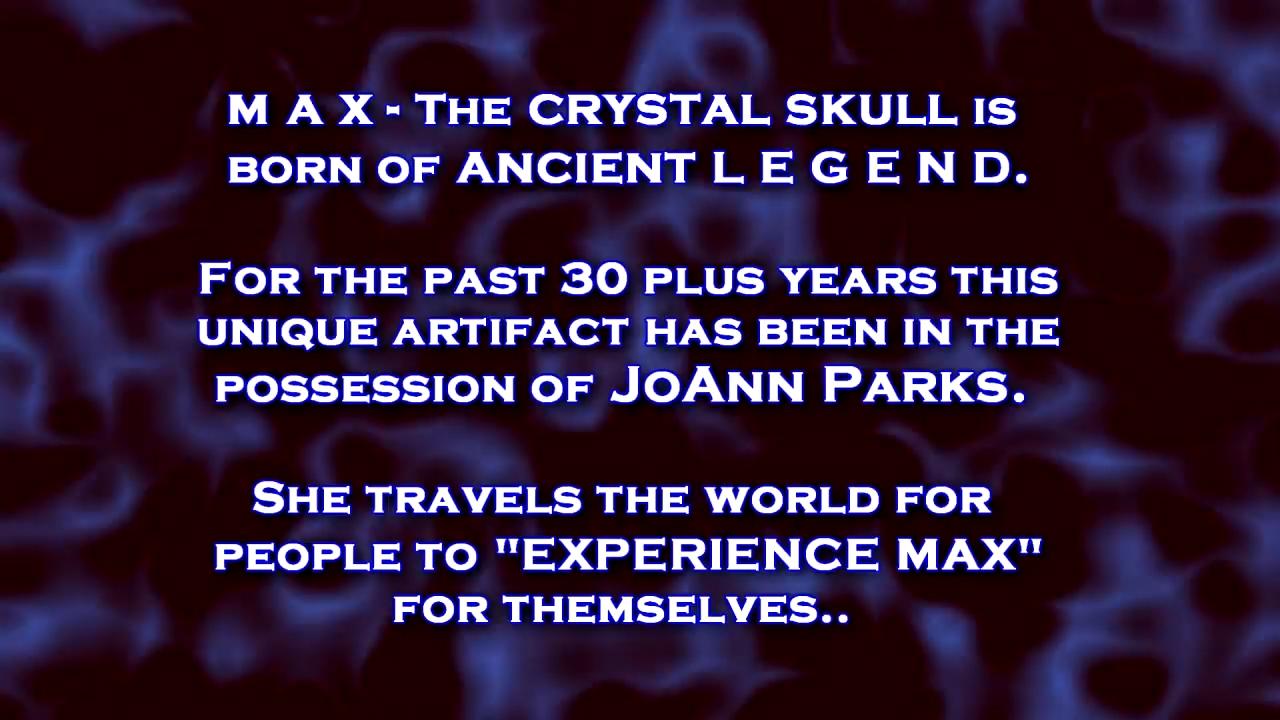 M A X - The CRYSTAL SKULL is
born of ANCIENT L E G E N D.
For the past 30 plus years this
unique artifact has been in the
possession of JoAnn Parks.
She travels the world for
people to "EXPERIENCE MAX"
for themselves..